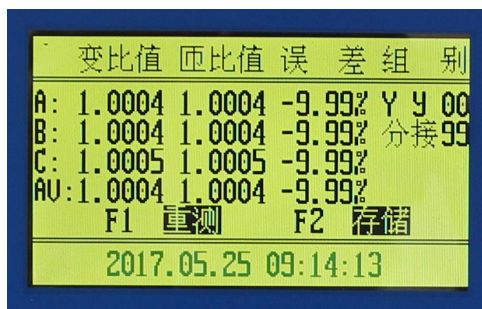 变比值 匝比值 误 差 组 别
A: 1.0004 1.0004 -9.99% Y y 00
B: 1.0004 1.0004 -9.99% 分接99
C: 1.0005 1.0005 -9.99%
AV:1.0004 1.0004 -9.99%
F1 重测 F2 存储
2017.05.25 09:14:13